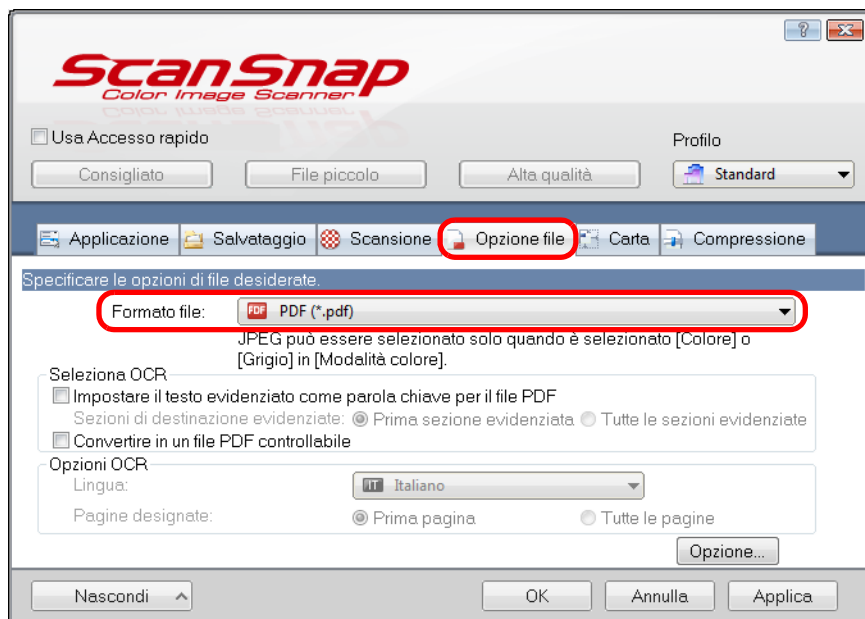 ScanSnap
Color Image Scanner
Usa Accesso rapido
Profilo
Consigliato File piccolo Alta qualità Standard
Applicazione Salvataggio Scansione Opzione file Carta Compressione
Specificare le opzioni di file desiderate.
Formato file: PDF PDF (*.pdf)
JPEG può essere selezionato solo quando è selezionato [Colore] o
[Grigio] in [Modalità colore].
Seleziona OCR
Impostare il testo evidenziato come parola chiave per il file PDF
Sezioni di destinazione evidenziate: Prima sezione evidenziata Tutte le sezioni evidenziate
Convertire in un file PDF controllabile
Opzioni OCR
Lingua: IT Italiano
Pagine designate: Prima pagina Tutte le pagine
Opzione...
Nascondi OK Annulla Applica